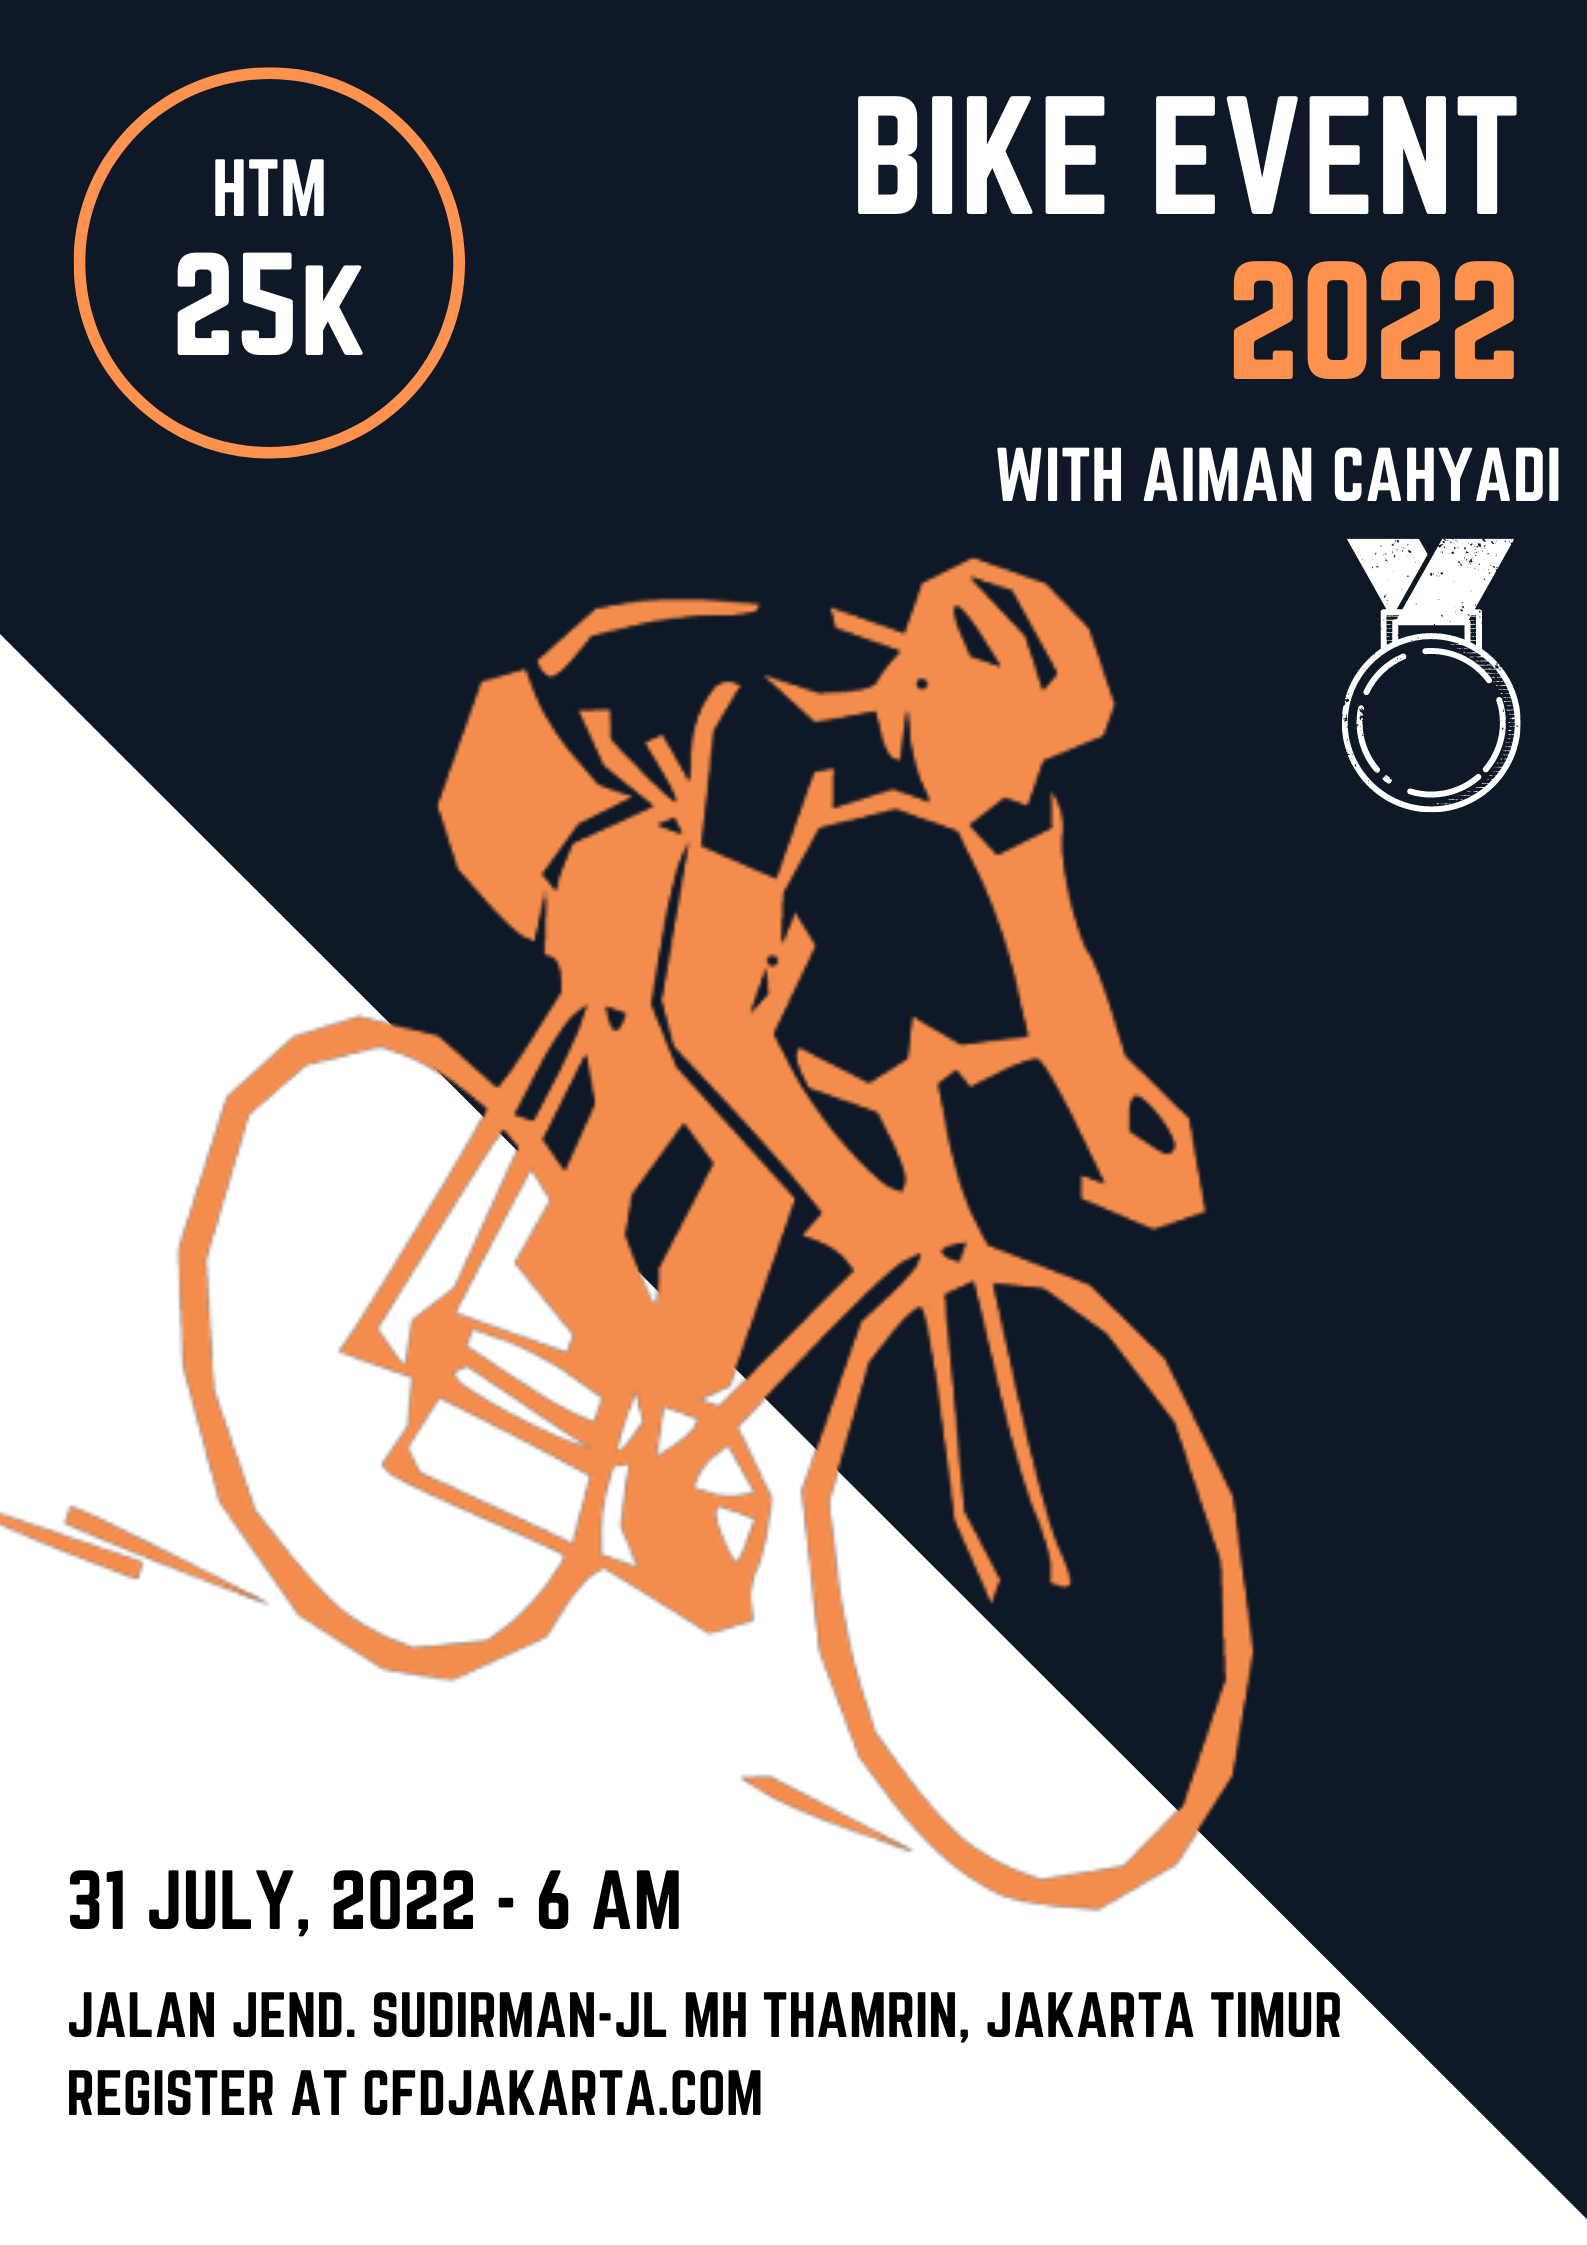 HTM
25K
BIKE EVENT
2022
WITH AIMAN CAHYADI
31 JULY, 2022 - 6 AM
JALAN JEND. SUDIRMAN-JL MH THAMRIN, JAKARTA TIMUR
REGISTER AT CFDJAKARTA.COM